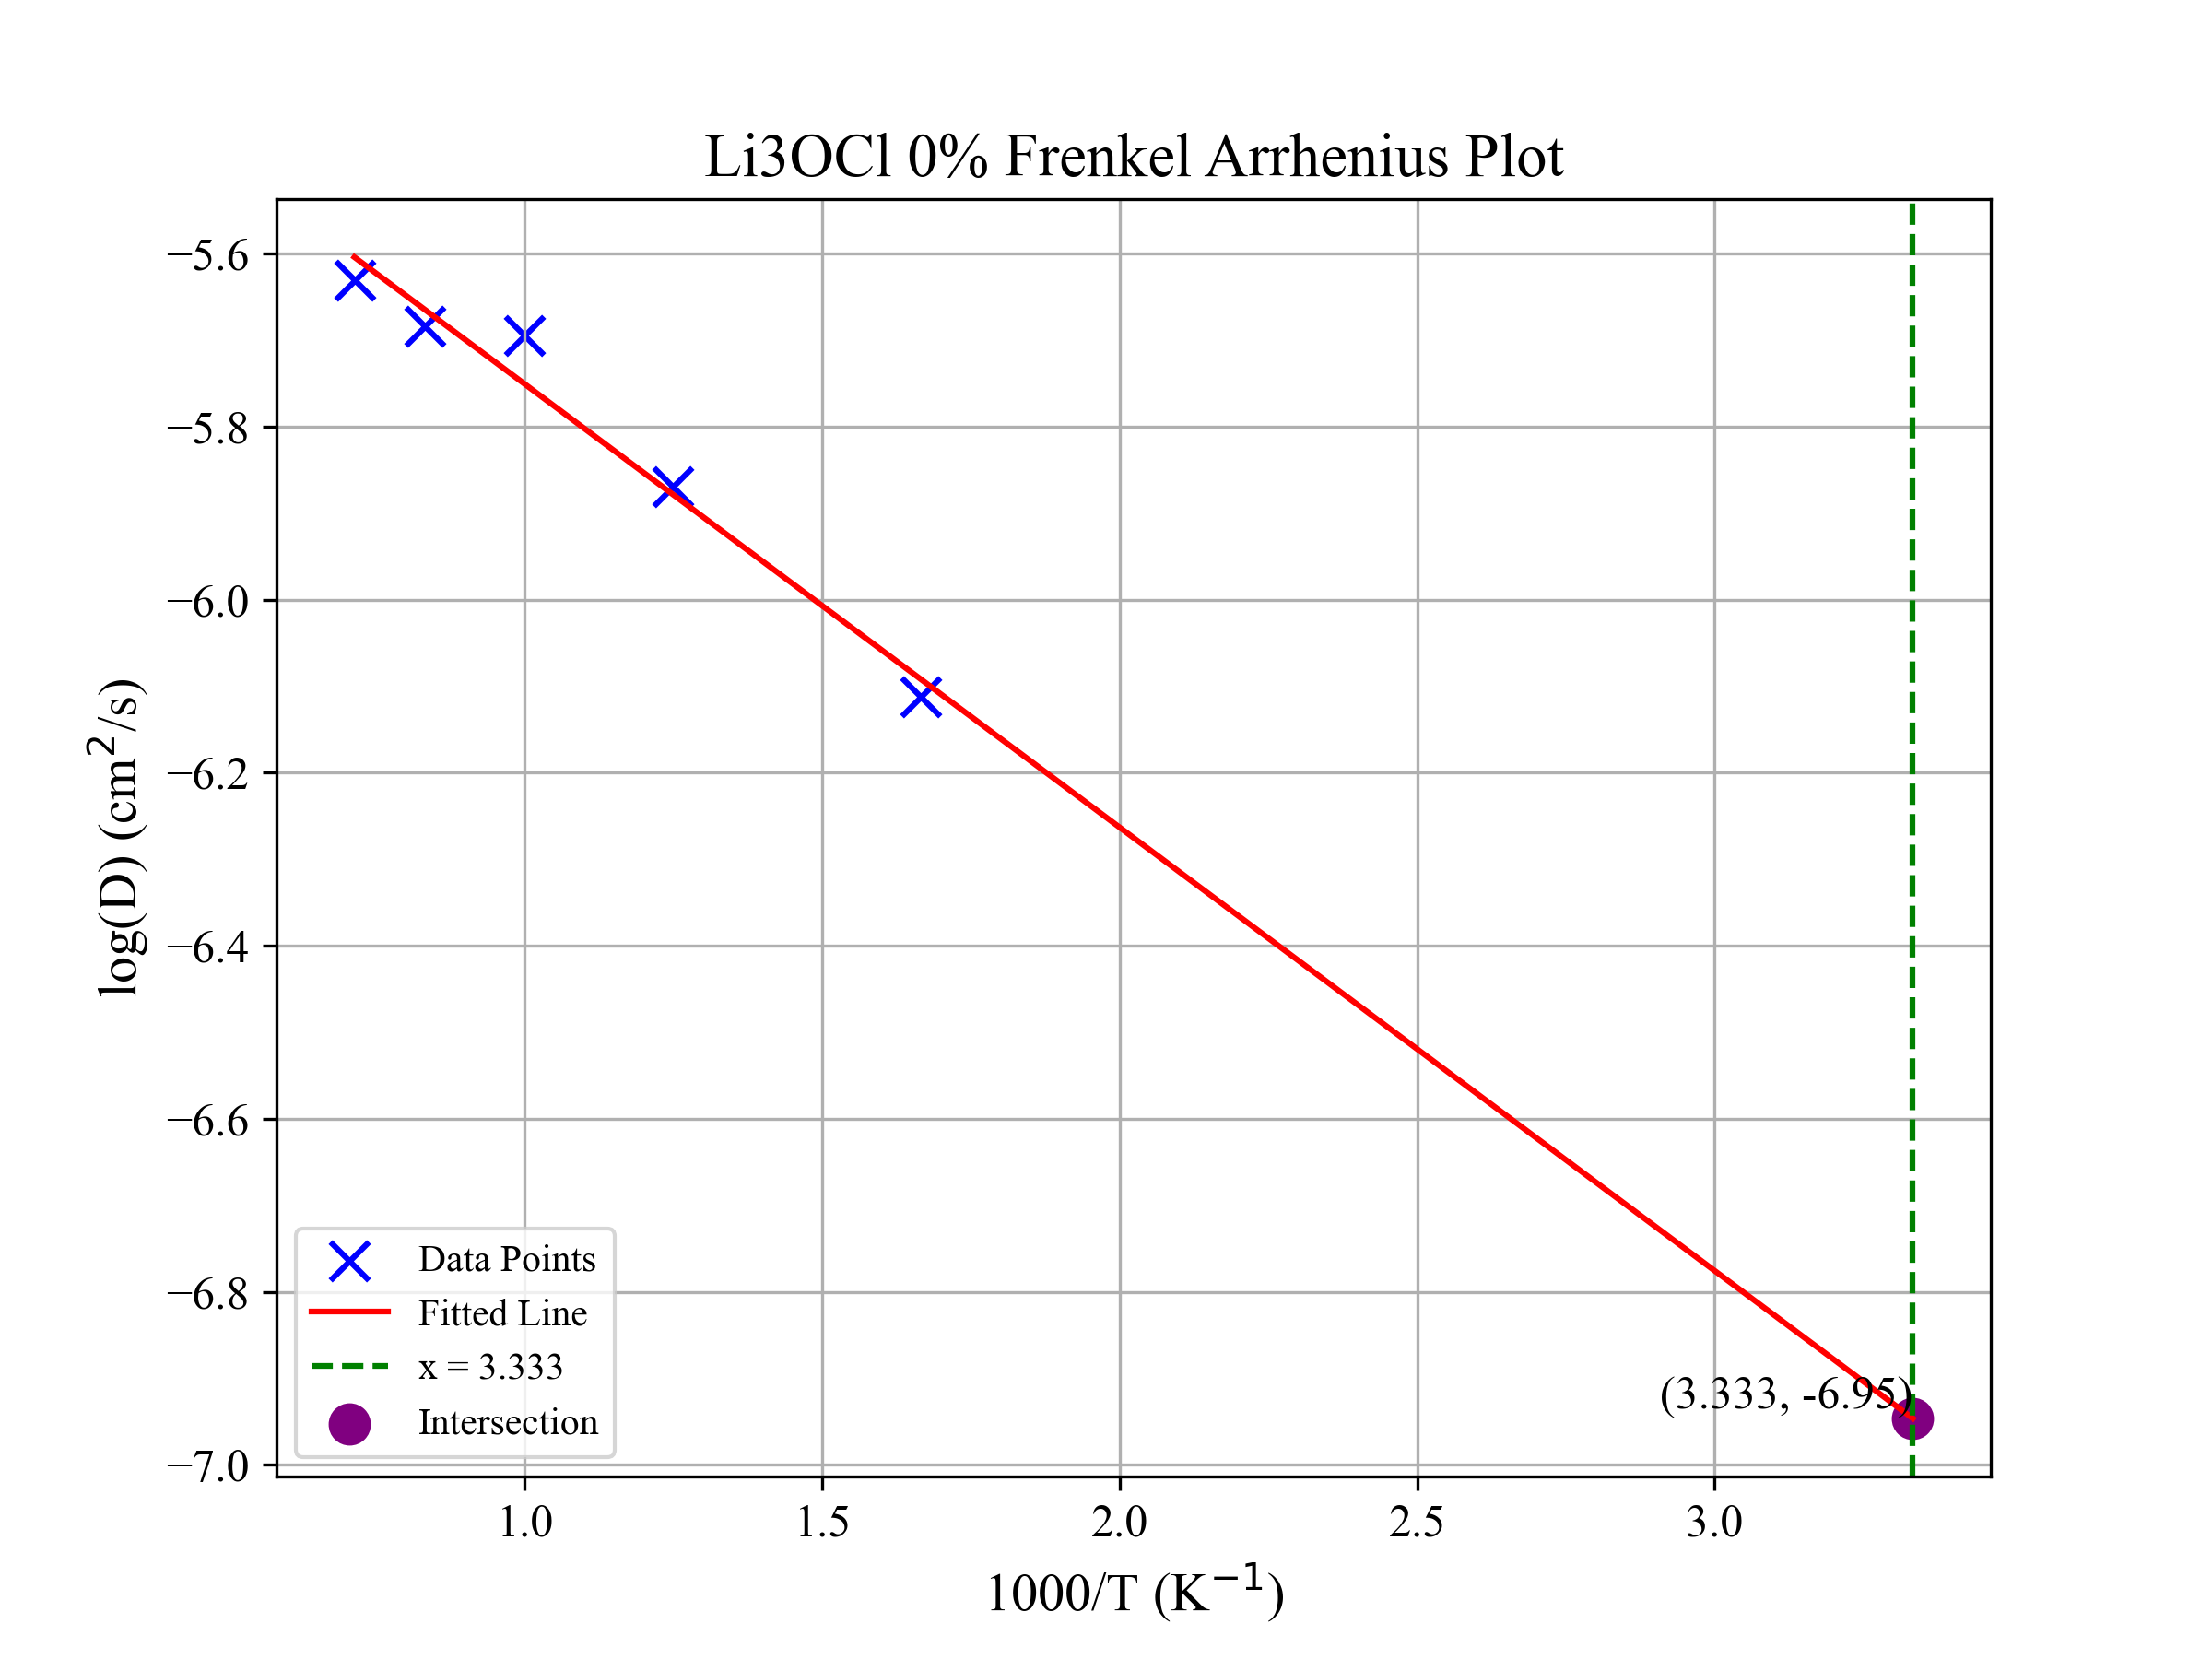 Li3OCl 0% Frenkel Arrhenius Plot
−5.6
−5.8
−6.0
−6.2
−6.4
−6.6
−6.8
−7.0
log(D) (cm²/s)
(3.333, -6.95)
Data Points
Fitted Line
x = 3.333
Intersection
1.0 1.5 2.0 2.5 3.0
1000/T (K⁻¹)